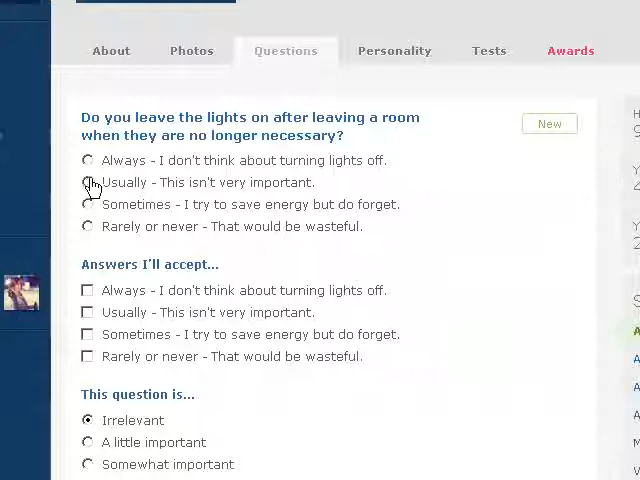 About Photos Questions Personality Tests Awards
Do you leave the lights on after leaving a room
when they are no longer necessary?
New
Always - I don't think about turning lights off.
Usually - This isn't very important.
Sometimes - I try to save energy but do forget.
Rarely or never - That would be wasteful.
Answers I'll accept...
Always - I don't think about turning lights off.
Usually - This isn't very important.
Sometimes - I try to save energy but do forget.
Rarely or never - That would be wasteful.
This question is...
Irrelevant
A little important
Somewhat important